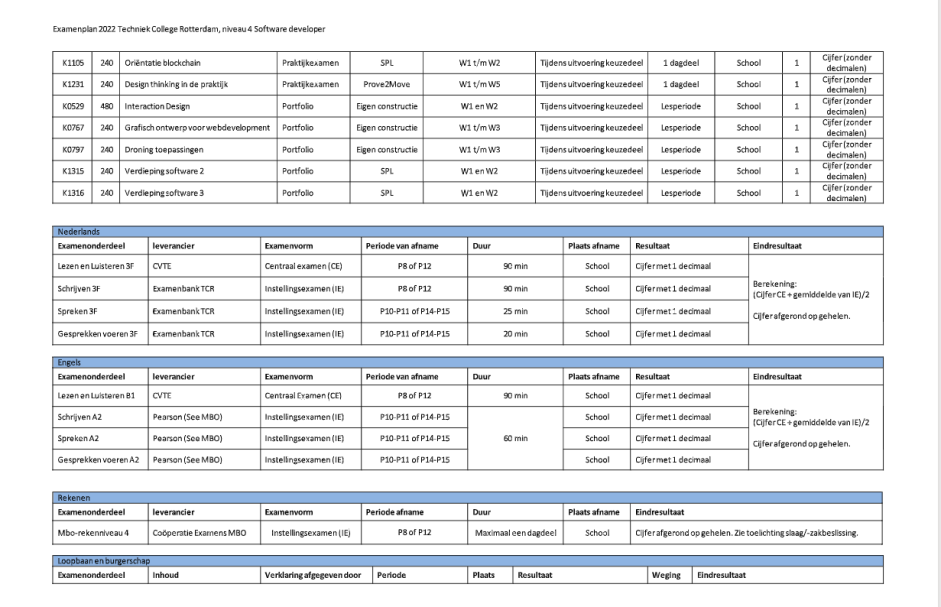 Examenplan 2022 Techniek College Rotterdam, niveau 4 Software developer
K1105 240 Oriëntatie blockchain Praktijkexamen SPL W1 t/m W2 Tijdens uitvoering keuzedeel 1 dagdeel School 1 Cijfer (zonder decimalen)
K1231 240 Design thinking in de praktijk Praktijkexamen Prove2Move W1 t/m W5 Tijdens uitvoering keuzedeel 1 dagdeel School 1 Cijfer (zonder decimalen)
K0529 480 Interaction Design Portfolio Eigen constructie W1 en W2 Tijdens uitvoering keuzedeel Lesperiode School 1 Cijfer (zonder decimalen)
K0767 240 Grafisch ontwerp voor webdevelopment Portfolio Eigen constructie W1 t/m W3 Tijdens uitvoering keuzedeel Lesperiode School 1 Cijfer (zonder decimalen)
K0797 240 Droning toepassingen Portfolio Eigen constructie W1 t/m W3 Tijdens uitvoering keuzedeel Lesperiode School 1 Cijfer (zonder decimalen)
K1315 240 Verdieping software 2 Portfolio SPL W1 en W2 Tijdens uitvoering keuzedeel Lesperiode School 1 Cijfer (zonder decimalen)
K1316 240 Verdieping software 3 Portfolio SPL W1 en W2 Tijdens uitvoering keuzedeel Lesperiode School 1 Cijfer (zonder decimalen)
Nederlands
Examenonderdeel leverancier Examenvorm Periode van afname Duur Plaats afname Resultaat Eindresultaat
Lezen en Luisteren 3F CVTE Centraal examen (CE) P8 of P12 90 min School Cijfer met 1 decimaal
Schrijven 3F Examenbank TCR Instellingsexamen (IE) P8 of P12 90 min School Cijfer met 1 decimaal
Spreken 3F Examenbank TCR Instellingsexamen (IE) P10-P11 of P14-P15 25 min School Cijfer met 1 decimaal
Gesprekken voeren 3F Examenbank TCR Instellingsexamen (IE) P10-P11 of P14-P15 20 min School Cijfer met 1 decimaal
Berekening:
(Cijfer CE + gemiddelde van IE)/2
Cijfer afgerond op gehelen.
Engels
Examenonderdeel leverancier Examenvorm Periode van afname Duur Plaats afname Resultaat Eindresultaat
Lezen en Luisteren B1 CVTE Centraal Examen (CE) P8 of P12 90 min School Cijfer met 1 decimaal
Schrijven A2 Pearson (See MBO) Instellingsexamen (IE) P10-P11 of P14-P15 School Cijfer met 1 decimaal
Spreken A2 Pearson (See MBO) Instellingsexamen (IE) P10-P11 of P14-P15 60 min School Cijfer met 1 decimaal
Gesprekken voeren A2 Pearson (See MBO) Instellingsexamen (IE) P10-P11 of P14-P15 School Cijfer met 1 decimaal
Berekening:
(Cijfer CE + gemiddelde van IE)/2
Cijfer afgerond op gehelen.
Rekenen
Examenonderdeel leverancier Examenvorm Periode afname Duur Plaats afname Eindresultaat
Mbo-rekenniveau 4 Coöperatie Examens MBO Instellingsexamen (IE) P8 of P12 Maximaal een dagdeel School Cijfer afgerond op gehelen. Zie toelichting slaag/-zakbeslissing.
Loopbaan en burgerschap
Examenonderdeel Inhoud Verklaring afgegeven door Periode Plaats Resultaat Weging Eindresultaat